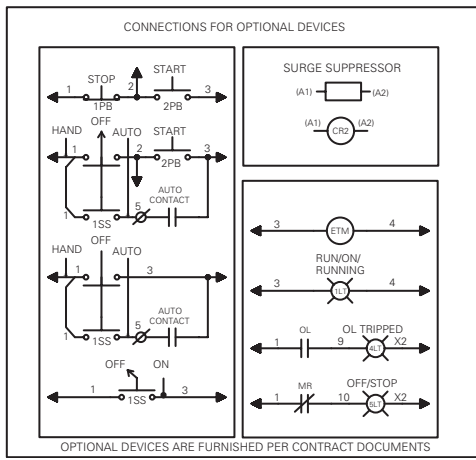 CONNECTIONS FOR OPTIONAL DEVICES
STOP START
1 2 3
1PB 2PB
OFF
HAND AUTO START
1 2 3
2PB
AUTO
CONTACT
5
1
1SS
OFF
HAND AUTO
1 3
AUTO
CONTACT
5
1
1SS
OFF ON
1 3
1SS
SURGE SUPPRESSOR
(A1) (A2)
(A1) CR2 (A2)
3 ETM 4
RUN/ON/
RUNNING
3 1LT 4
OL OL TRIPPED
1 9 4LT X2
MR OFF/STOP
1 10 5LT X2
OPTIONAL DEVICES ARE FURNISHED PER CONTRACT DOCUMENTS